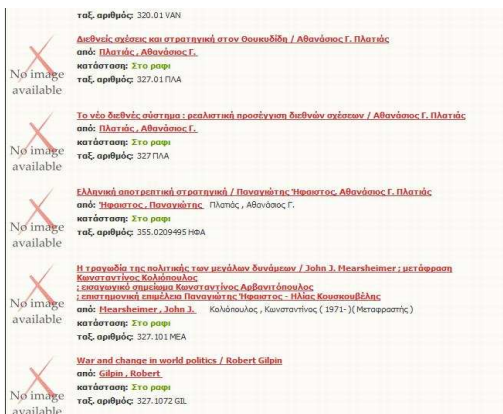 ταξ. αριθμός: 320.01 VAN
Διεθνείς σχέσεις και στρατηγική στον Θουκυδίδη / Αθανάσιος Γ. Πλατιάς
από: Πλατιάς , Αθανάσιος Γ.
κατάσταση: Στο ραφι
ταξ. αριθμός: 327.01 ΠΛΑ
No image
available
Το νέο διεθνές σύστημα : ρεαλιστική προσέγγιση διεθνών σχέσεων / Αθανάσιος Γ. Πλατιάς
από: Πλατιάς , Αθανάσιος Γ.
κατάσταση: Στο ραφι
ταξ. αριθμός: 327 ΠΛΑ
No image
available
Ελληνική αποτρεπτική στρατηγική / Παναγιώτης Ήφαιστος, Αθανάσιος Γ. Πλατιάς
από: Ήφαιστος , Παναγιώτης Πλατιάς , Αθανάσιος Γ.
κατάσταση: Στο ραφι
ταξ. αριθμός: 355.0209495 ΗΦΑ
No image
available
Η τραγωδία της πολιτικής των μεγάλων δυνάμεων / John J. Mearsheimer ; μετάφραση
Κωνσταντίνος Κολιόπουλος
; εισαγωγικό σημείωμα Κωνσταντίνος Αρβανιτόπουλος
; επιστημονική επιμέλεια Παναγιώτης Ήφαιστος - Ηλίας Κουσκουβέλης
από: Mearsheimer , John J. Κολιόπουλος , Κωνσταντίνος ( 1971- )( Μεταφραστής )
κατάσταση: Στο ραφι
ταξ. αριθμός: 327.101 MEA
No image
available
War and change in world politics / Robert Gilpin
από: Gilpin , Robert
κατάσταση: Στο ραφι
ταξ. αριθμός: 327.1072 GIL
No image
available